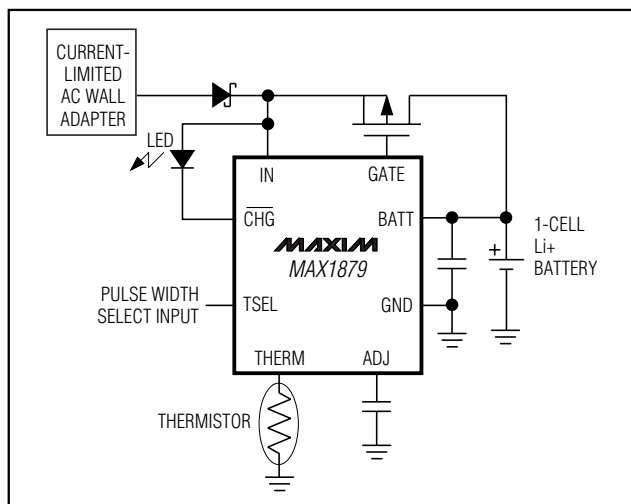 CURRENT-
LIMITED
AC WALL
ADAPTER
LED
IN
GATE
CHG
BATT
MAXIM
MAX1879
1-CELL
Li+
BATTERY
+
PULSE WIDTH
SELECT INPUT
TSEL
GND
THERM
ADJ
THERMISTOR